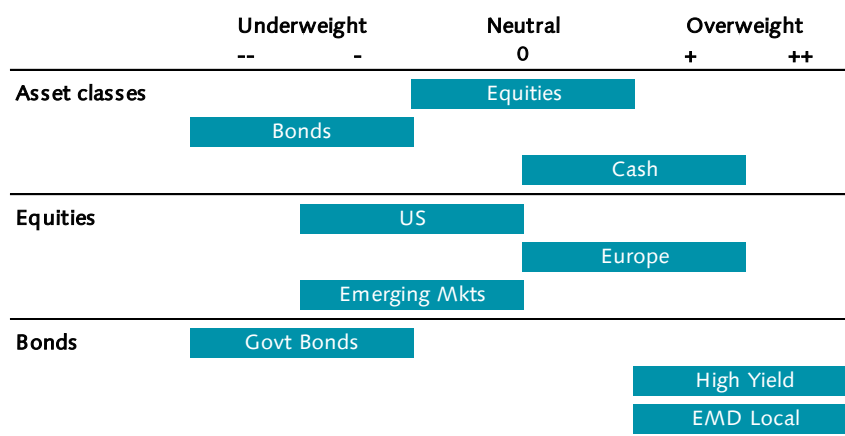 Underweight Neutral Overweight
-- - 0 + ++
Asset classes Equities
Bonds
Cash
Equities US
Europe
Emerging Mkts
Bonds Govt Bonds
High Yield
EMD Local